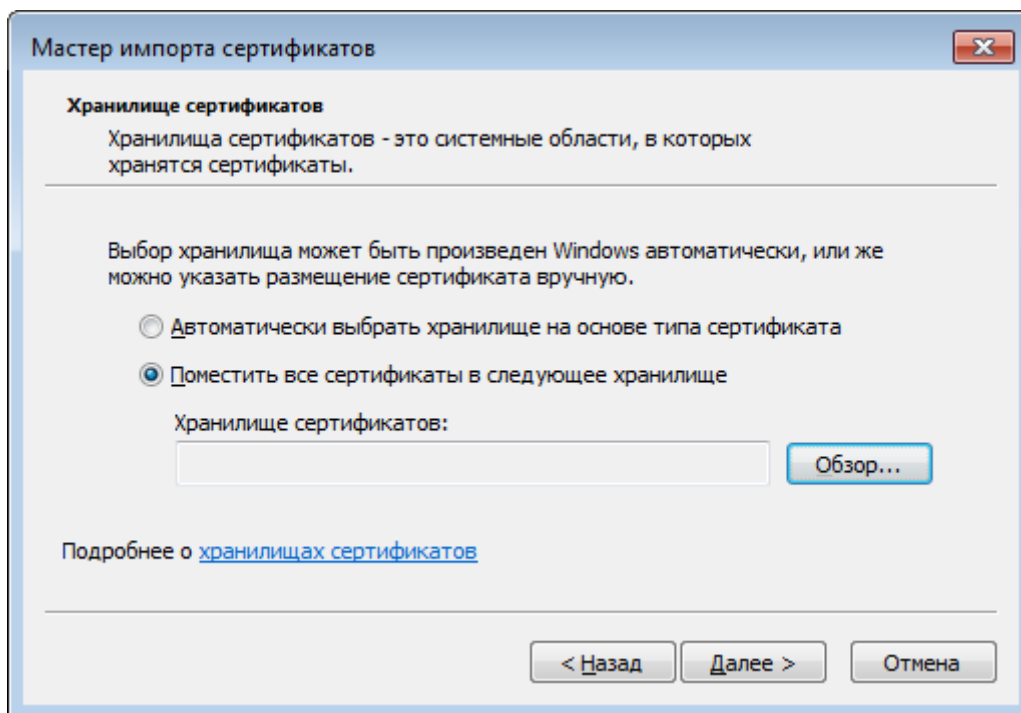 Мастер импорта сертификатов
Хранилище сертификатов
Хранилища сертификатов - это системные области, в которых
хранятся сертификаты.
Выбор хранилища может быть произведен Windows автоматически, или же
можно указать размещение сертификата вручную.
Автоматически выбрать хранилище на основе типа сертификата
Поместить все сертификаты в следующее хранилище
Хранилище сертификатов:
Обзор...
Подробнее о хранилищах сертификатов
< Назад Далее > Отмена